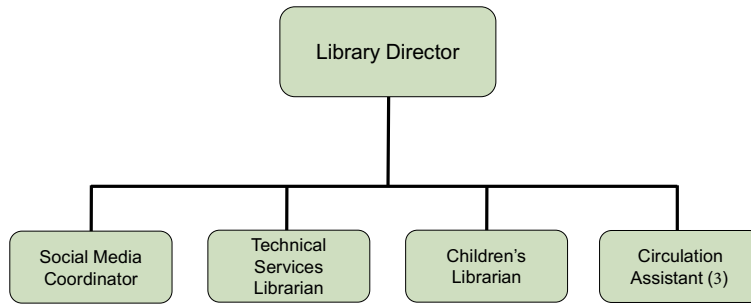 Library Director
Social Media
Coordinator
Technical
Services
Librarian
Children’s
Librarian
Circulation
Assistant (3)